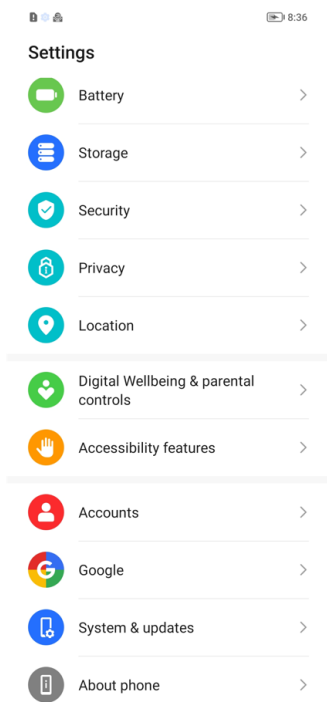 8:36
Settings
Battery
Storage
Security
Privacy
Location
Digital Wellbeing & parental
controls
Accessibility features
Accounts
G
Google
System & updates
About phone